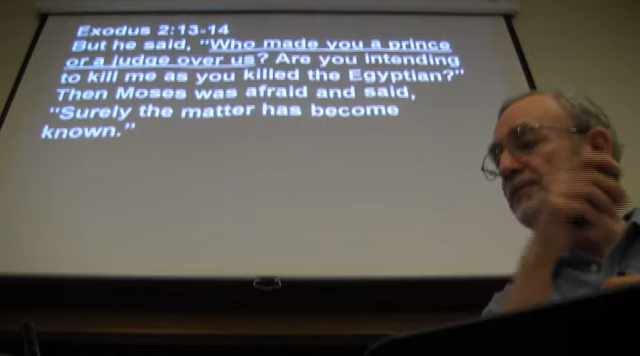 Exodus 2:13-14
But he said, "Who made you a prince
or a judge over us? Are you intending
to kill me as you killed the Egyptian?"
Then Moses was afraid and said,
"Surely the matter has become
known."